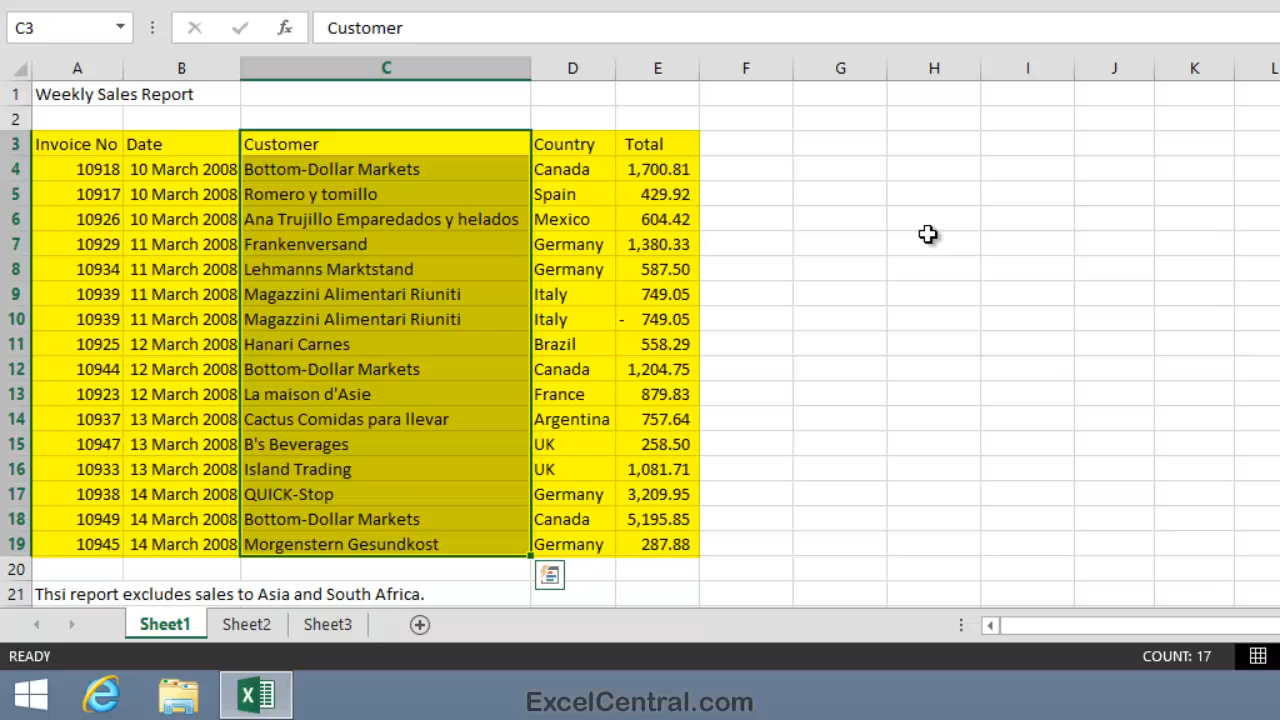 C3 fx Customer
A B C D E F G H I J K L
1 Weekly Sales Report
2
3 Invoice No Date Customer Country Total
4 10918 10 March 2008 Bottom-Dollar Markets Canada 1,700.81
5 10917 10 March 2008 Romero y tomillo Spain 429.92
6 10926 10 March 2008 Ana Trujillo Emparedados y helados Mexico 604.42
7 10929 11 March 2008 Frankenversand Germany 1,380.33
8 10934 11 March 2008 Lehmanns Marktstand Germany 587.50
9 10939 11 March 2008 Magazzini Alimentari Riuniti Italy 749.05
10 10939 11 March 2008 Magazzini Alimentari Riuniti Italy - 749.05
11 10925 12 March 2008 Hanari Carnes Brazil 558.29
12 10944 12 March 2008 Bottom-Dollar Markets Canada 1,204.75
13 10923 12 March 2008 La maison d'Asie France 879.83
14 10937 13 March 2008 Cactus Comidas para llevar Argentina 757.64
15 10947 13 March 2008 B's Beverages UK 258.50
16 10933 13 March 2008 Island Trading UK 1,081.71
17 10938 14 March 2008 QUICK-Stop Germany 3,209.95
18 10949 14 March 2008 Bottom-Dollar Markets Canada 5,195.85
19 10945 14 March 2008 Morgenstern Gesundkost Germany 287.88
20
21 Thsi report excludes sales to Asia and South Africa.
Sheet1 Sheet2 Sheet3
READY COUNT: 17
ExcelCentral.com